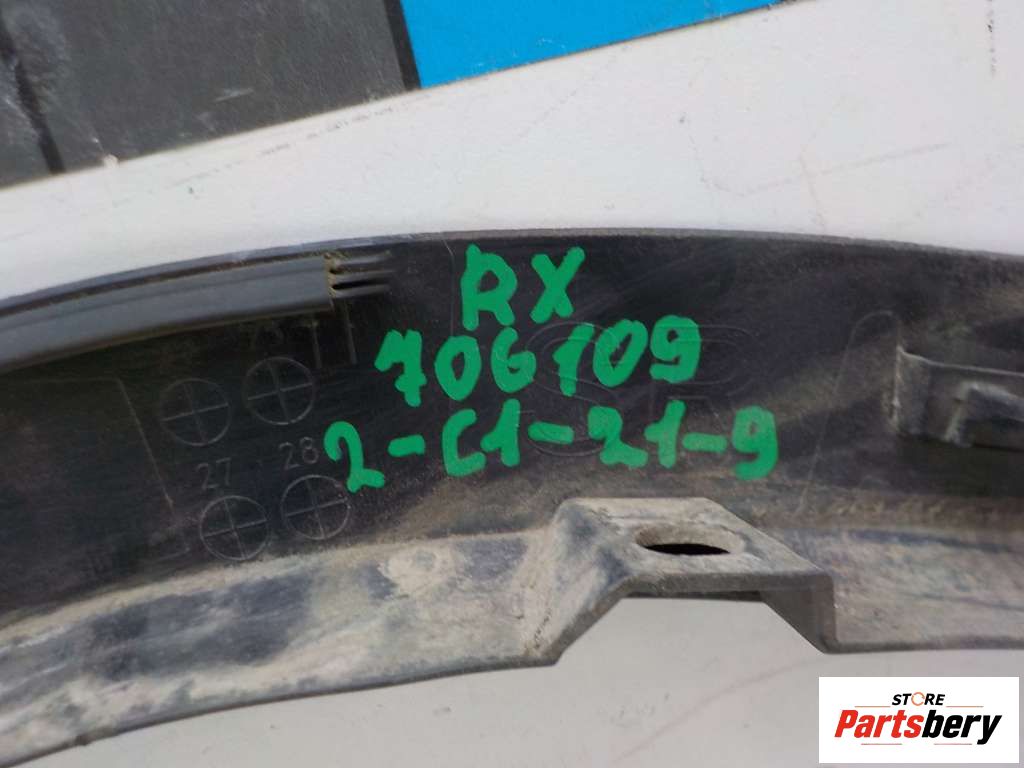 RX
706109
2-C1-21-9
27 28
STORE
Partsbery